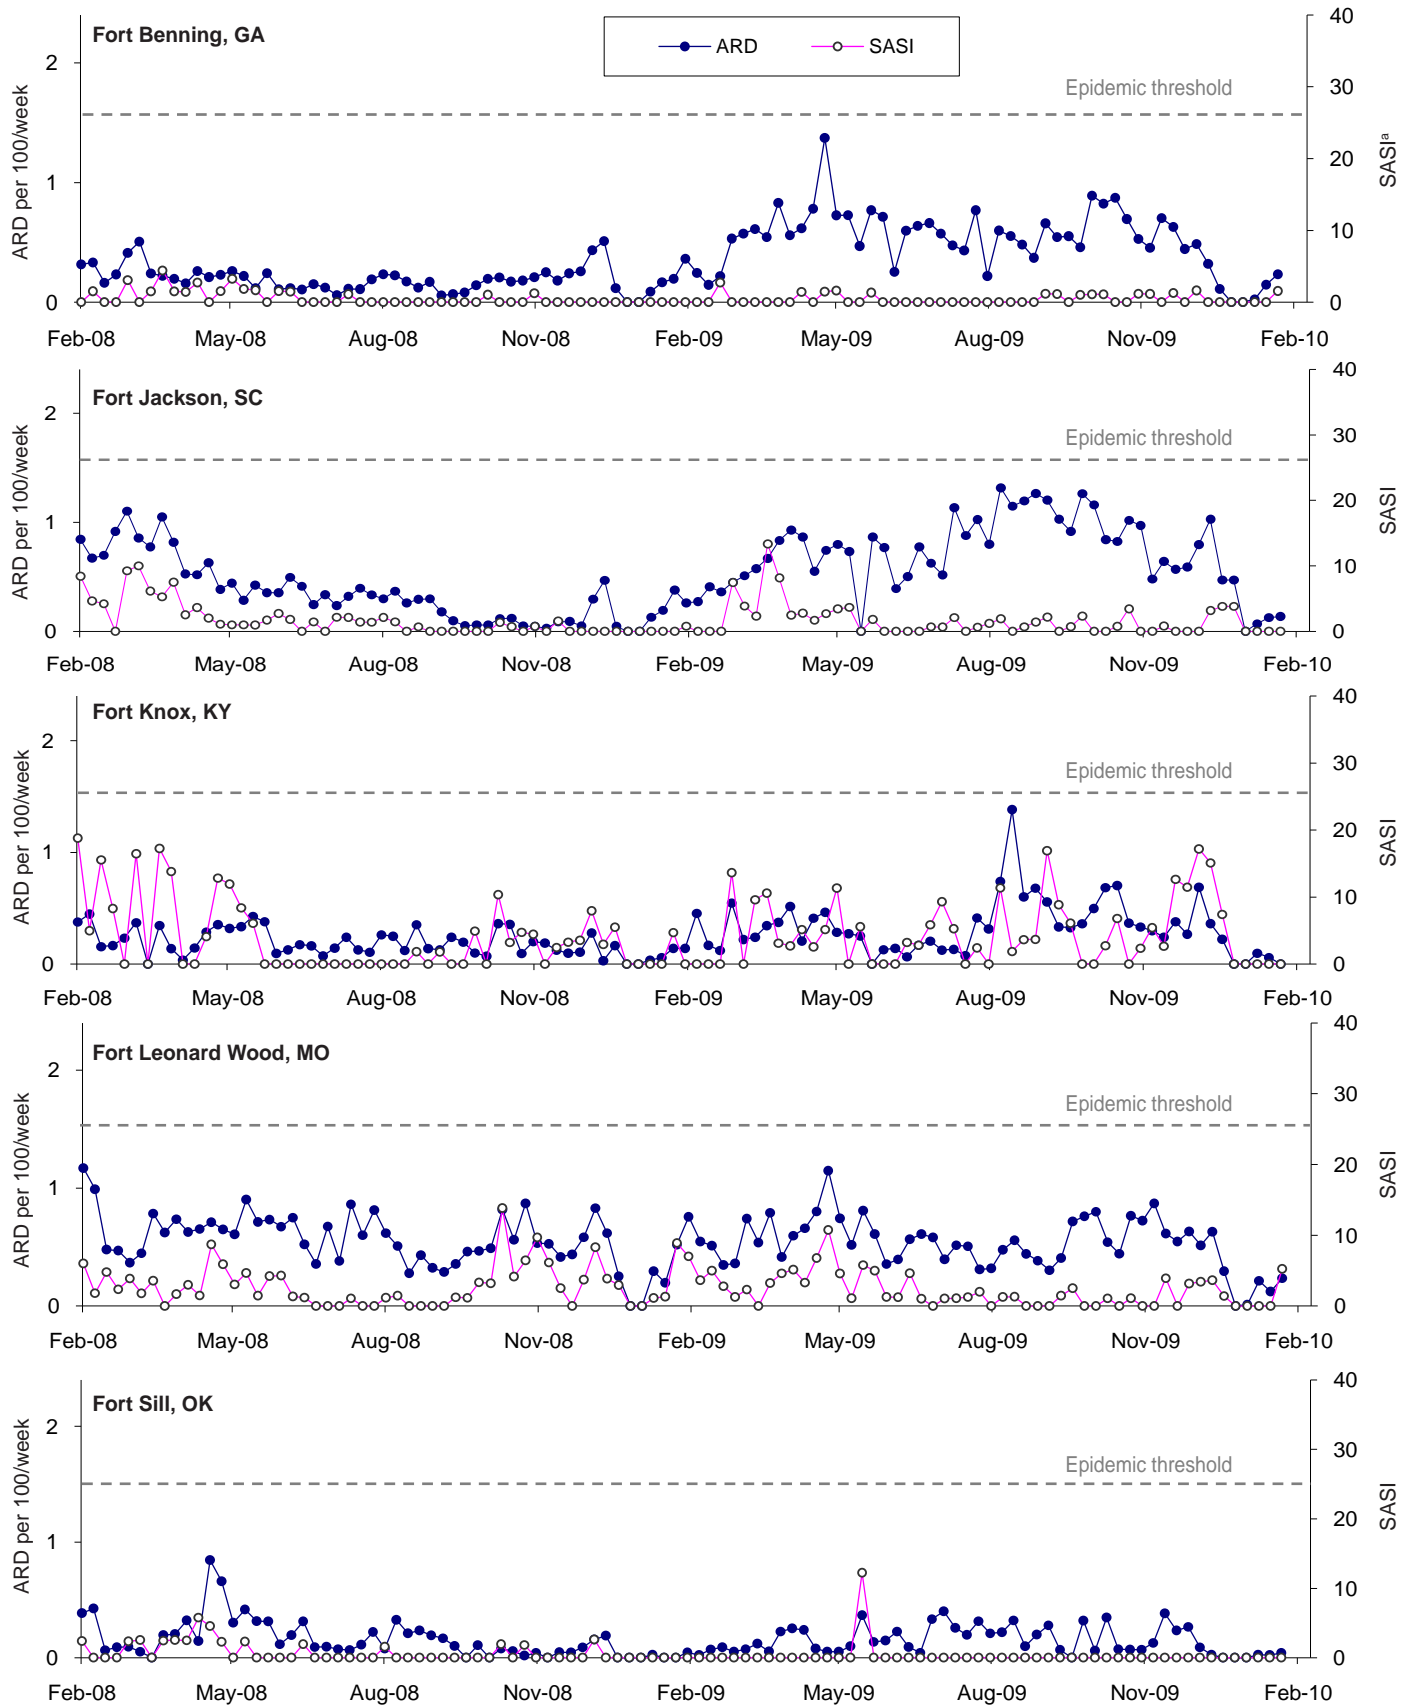 Fort Benning, GA
ARD SASI
Epidemic threshold
ARD per 100/week
2
1
0
SASIᵃ
40
30
20
10
0
Feb-08 May-08 Aug-08 Nov-08 Feb-09 May-09 Aug-09 Nov-09 Feb-10
Fort Jackson, SC
Epidemic threshold
ARD per 100/week
2
1
0
SASI
40
30
20
10
0
Feb-08 May-08 Aug-08 Nov-08 Feb-09 May-09 Aug-09 Nov-09 Feb-10
Fort Knox, KY
Epidemic threshold
ARD per 100/week
2
1
0
SASI
40
30
20
10
0
Feb-08 May-08 Aug-08 Nov-08 Feb-09 May-09 Aug-09 Nov-09 Feb-10
Fort Leonard Wood, MO
Epidemic threshold
ARD per 100/week
2
1
0
SASI
40
30
20
10
0
Feb-08 May-08 Aug-08 Nov-08 Feb-09 May-09 Aug-09 Nov-09 Feb-10
Fort Sill, OK
Epidemic threshold
ARD per 100/week
2
1
0
SASI
40
30
20
10
0
Feb-08 May-08 Aug-08 Nov-08 Feb-09 May-09 Aug-09 Nov-09 Feb-10